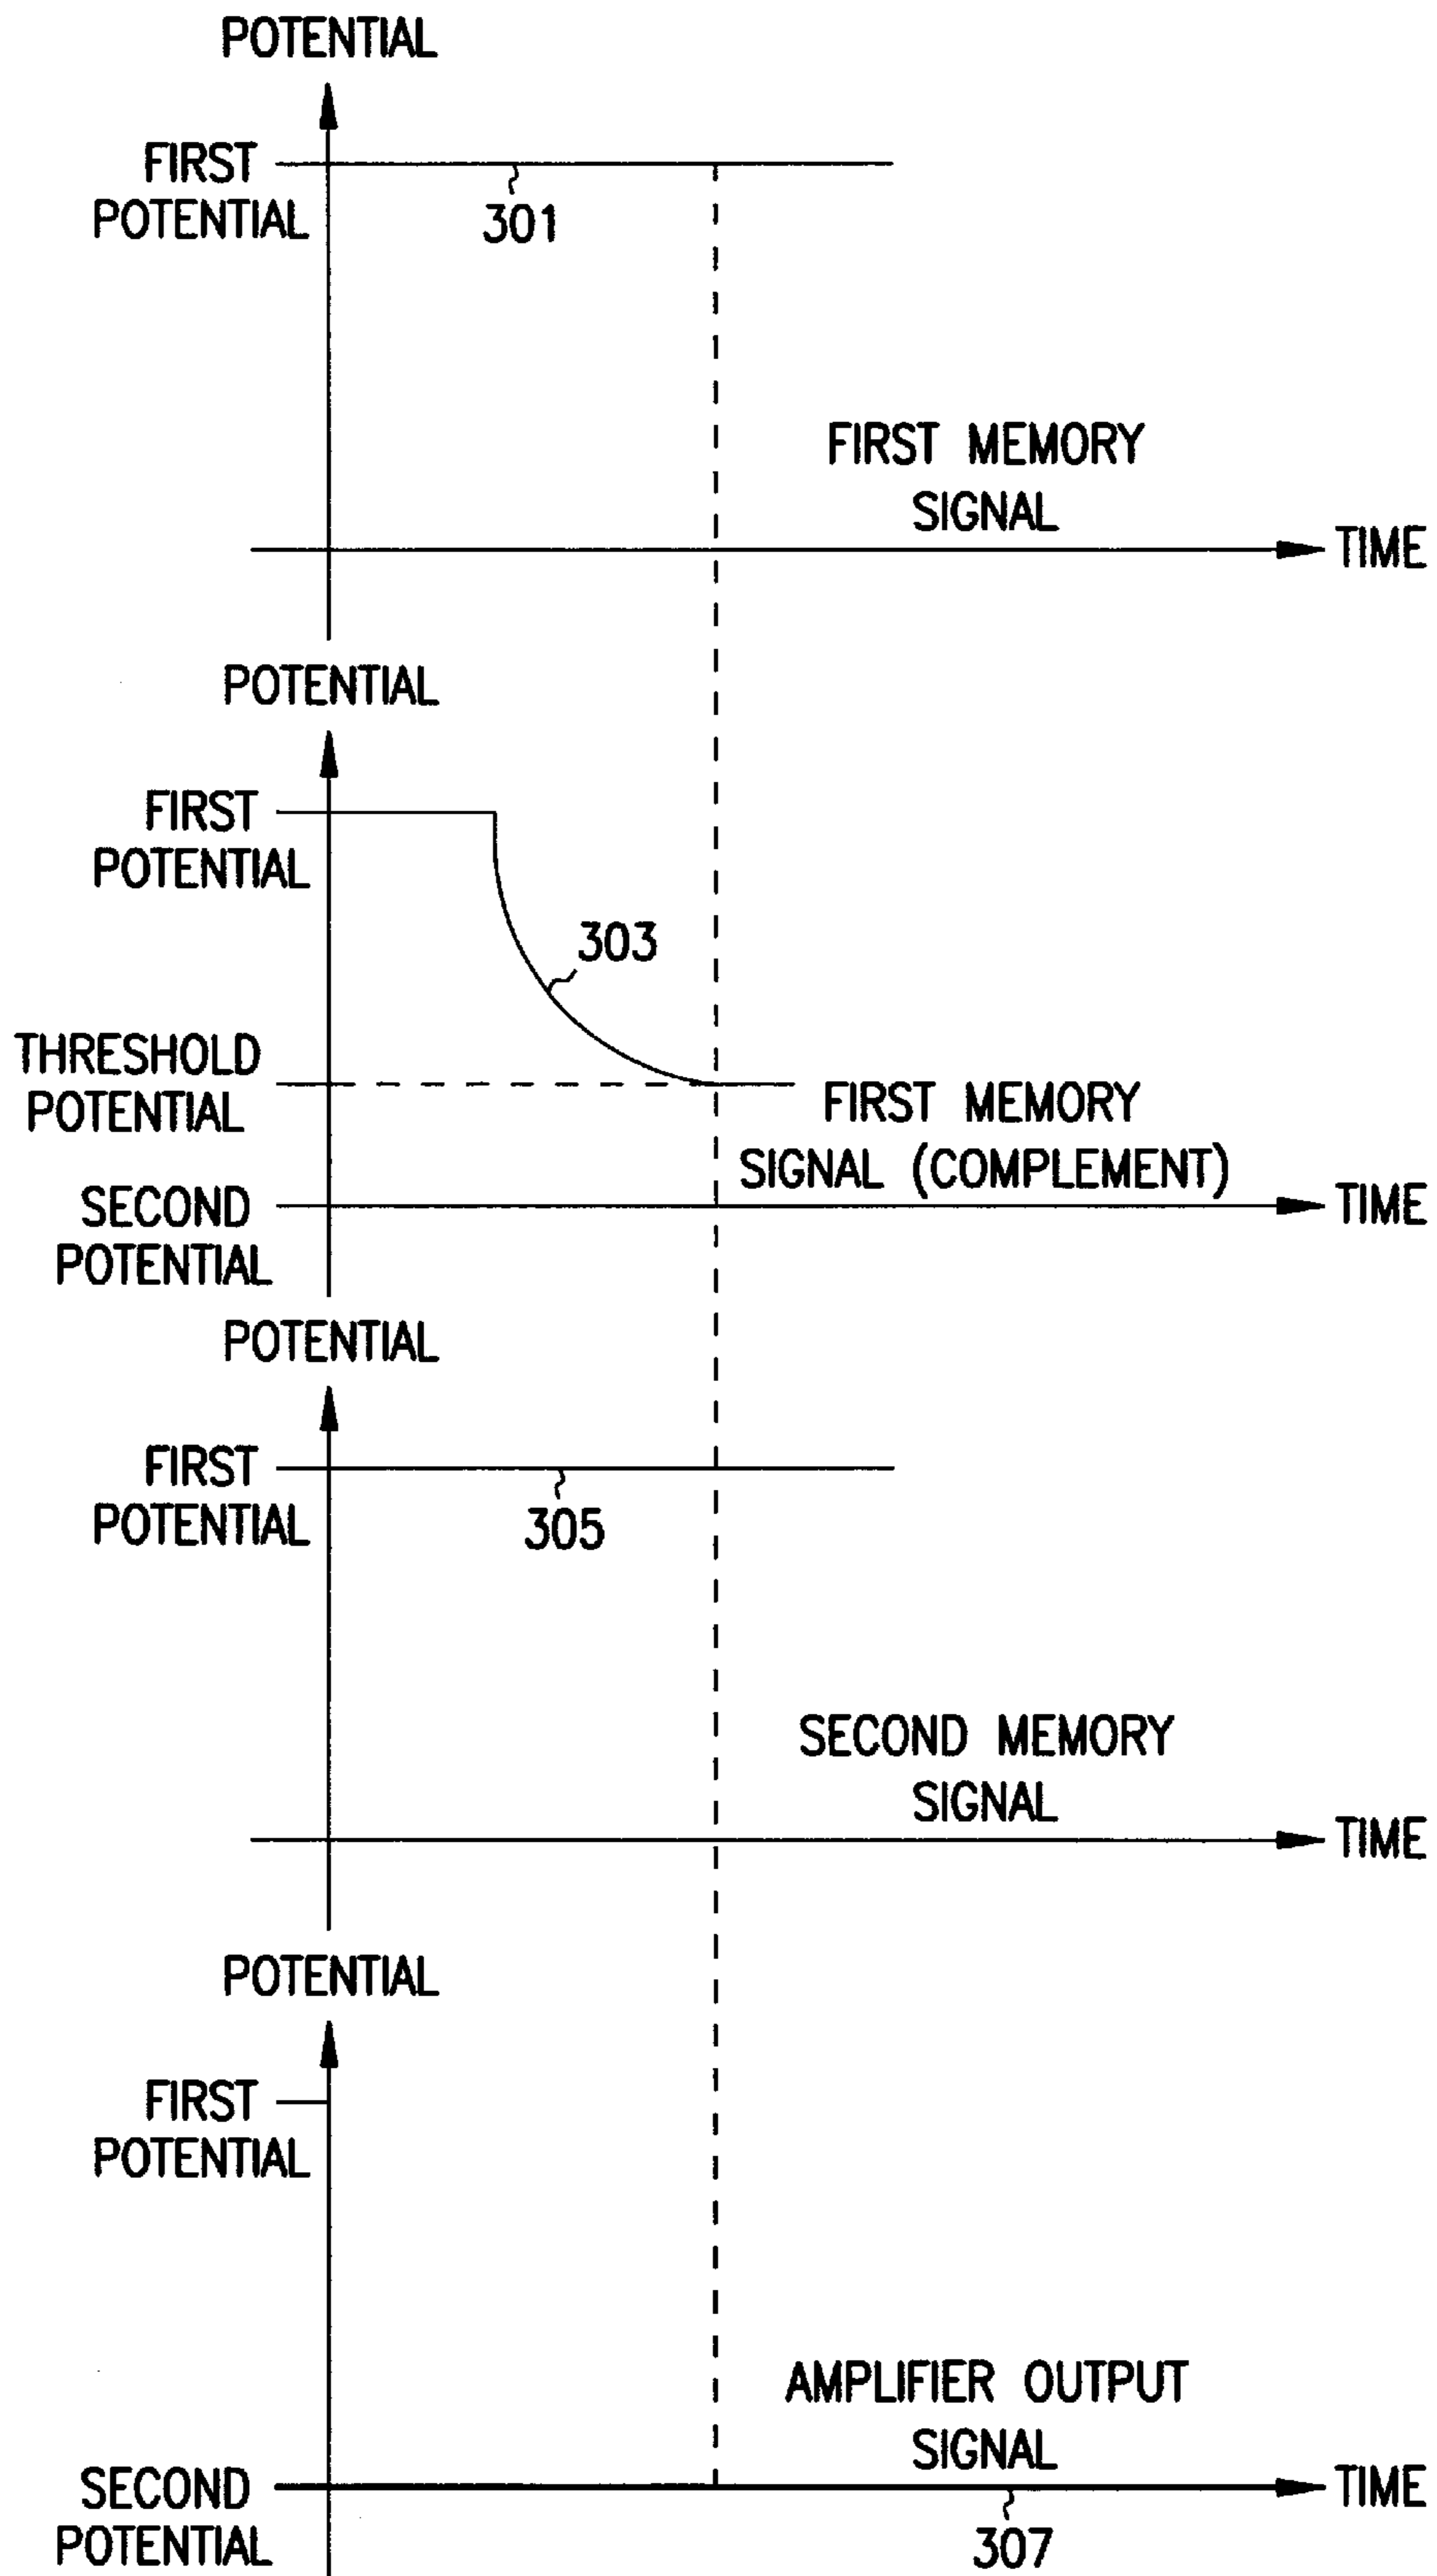 POTENTIAL
FIRST
POTENTIAL
301
FIRST MEMORY
SIGNAL
TIME
POTENTIAL
FIRST
POTENTIAL
303
THRESHOLD
POTENTIAL
FIRST MEMORY
SIGNAL (COMPLEMENT)
SECOND
POTENTIAL
TIME
POTENTIAL
FIRST
POTENTIAL
305
SECOND MEMORY
SIGNAL
TIME
POTENTIAL
FIRST
POTENTIAL
AMPLIFIER OUTPUT
SIGNAL
SECOND
POTENTIAL
TIME
307